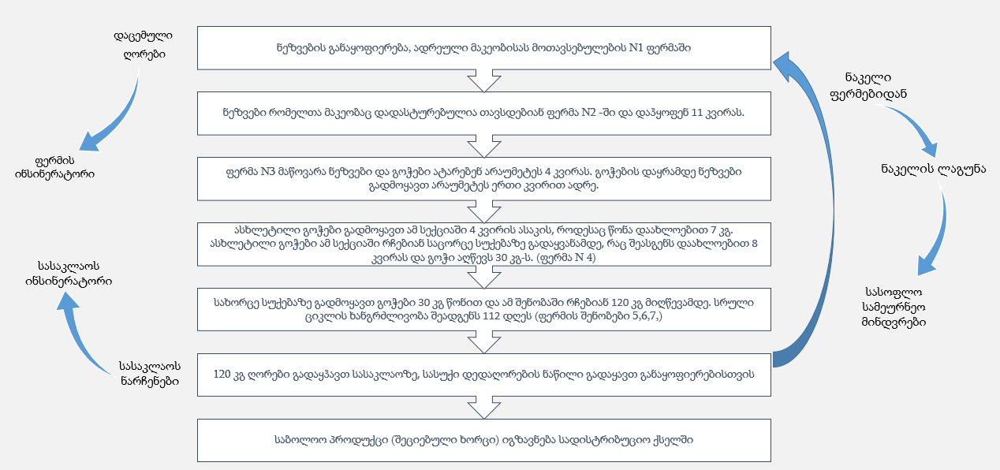 დაცემული
ღორები
ფერმის
ინსინერატორი
ნეზვების განაყოფიერება, ადრეული მაკეობისას მოთავსებულების N1 ფერმაში
ნეზვები რომელთა მაკეობაც დადასტურებულია თავსდებიან ფერმა N2 -ში და დაჰყოფენ 11 კვირას.
ფერმა N3 მაწოვარა ნეზვები და გოჭები ატარებენ არაუმეტეს 4 კვირას. გოჭების დაყრამდე ნეზვები
გადმოყავთ არაუმეტეს ერთი კვირით ადრე.
ასხლეტილი გოჭები გადმოყავთ ამ სექციაში 4 კვირის ასაკის, როდესაც წონა დაახლოებით 7 კგ.
ასხლეტილი გოჭები ამ სექციაში რჩებიან საცორცე სუქებაზე გადაყვანამდე, რაც შეასგენს დაახლოებით 8
კვირას და გოჭი აღწევს 30 კგ-ს. (ფერმა N 4)
სახორცე სუქებაზე გადმოყავთ გოჭები 30 კგ წონით და ამ შენობაში რჩებიან 120 კგ მიღწევამდე. სრული
ციკლის ხანგრძლივობა შეადგენს 112 დღეს (ფერმის შენობები 5,6,7,)
120 კგ ღორები გადაყჰავთ სასაკლაოზე, სასუქი დედაღორების ნაწილი გადაყავთ განაყოფიერებისთვის
საბოლოო პროდუქცი (შეციებული ხორცი) იგზავნება სადისტრიბუციო ქსელში
სასაკლაოს
ინსინერატორი
სასაკლაოს
ნარჩენები
ნაკელი
ფერმებიდან
ნაკელის ლაგუნა
სასოფლო
სამეურნეო
მინდვრები